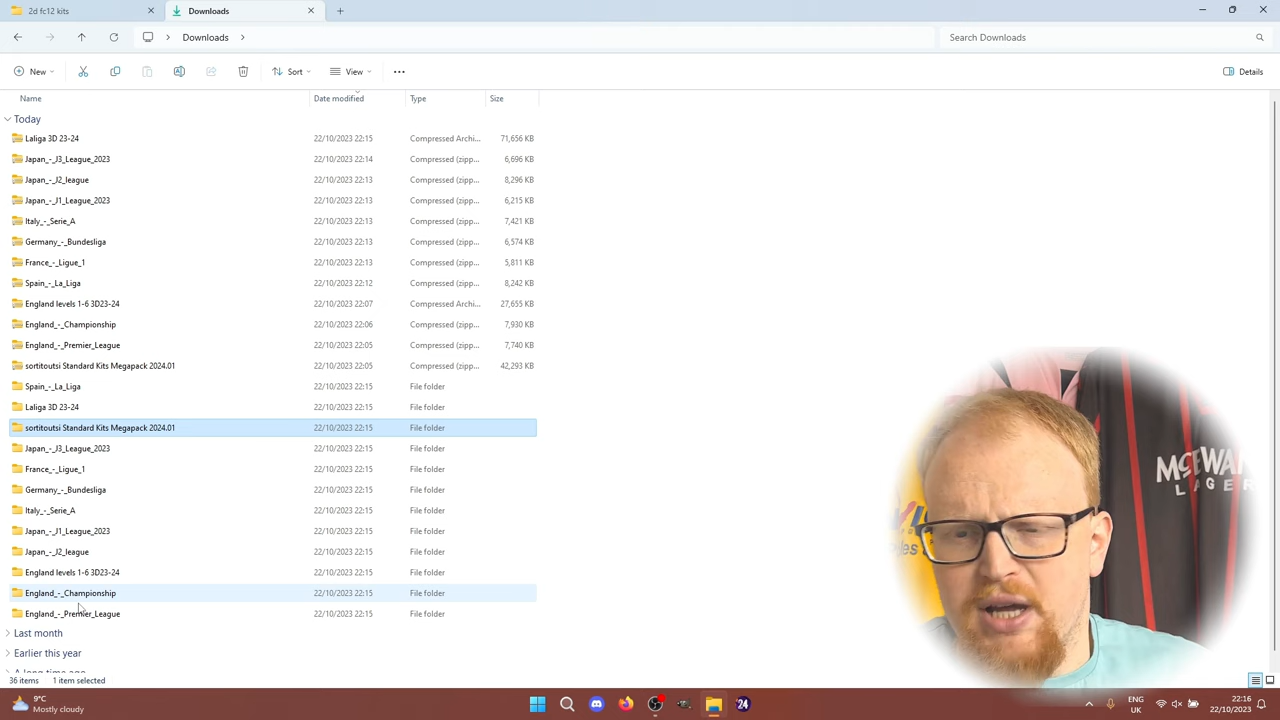 2d fc12 kits
Downloads
Downloads
Search Downloads
New
Sort
View
Details
Name Date modified Type Size
Today
Laliga 3D 23-24 22/10/2023 22:15 Compressed Archi... 71,656 KB
Japan_-_J3_League_2023 22/10/2023 22:14 Compressed (zipp... 6,696 KB
Japan_-_J2_league 22/10/2023 22:13 Compressed (zipp... 8,296 KB
Japan_-_J1_League_2023 22/10/2023 22:13 Compressed (zipp... 6,215 KB
Italy_-_Serie_A 22/10/2023 22:13 Compressed (zipp... 7,421 KB
Germany_-_Bundesliga 22/10/2023 22:13 Compressed (zipp... 6,574 KB
France_-_Ligue_1 22/10/2023 22:13 Compressed (zipp... 5,811 KB
Spain_-_La_Liga 22/10/2023 22:12 Compressed (zipp... 8,242 KB
England levels 1-6 3D23-24 22/10/2023 22:07 Compressed Archi... 27,655 KB
England_-_Championship 22/10/2023 22:06 Compressed (zipp... 7,930 KB
England_-_Premier_League 22/10/2023 22:05 Compressed (zipp... 7,740 KB
sortitoutsi Standard Kits Megapack 2024.01 22/10/2023 22:05 Compressed (zipp... 42,293 KB
Spain_-_La_Liga 22/10/2023 22:15 File folder
Laliga 3D 23-24 22/10/2023 22:15 File folder
sortitoutsi Standard Kits Megapack 2024.01 22/10/2023 22:15 File folder
Japan_-_J3_League_2023 22/10/2023 22:15 File folder
France_-_Ligue_1 22/10/2023 22:15 File folder
Germany_-_Bundesliga 22/10/2023 22:15 File folder
Italy_-_Serie_A 22/10/2023 22:15 File folder
Japan_-_J1_League_2023 22/10/2023 22:15 File folder
Japan_-_J2_league 22/10/2023 22:15 File folder
England levels 1-6 3D23-24 22/10/2023 22:15 File folder
England_-_Championship 22/10/2023 22:15 File folder
England_-_Premier_League 22/10/2023 22:15 File folder
Last month
Earlier this year
A long time ago
36 items 1 item selected
McEWAN
LAGER
9°C
Mostly cloudy
24
ENG
UK
22:16
22/10/2023